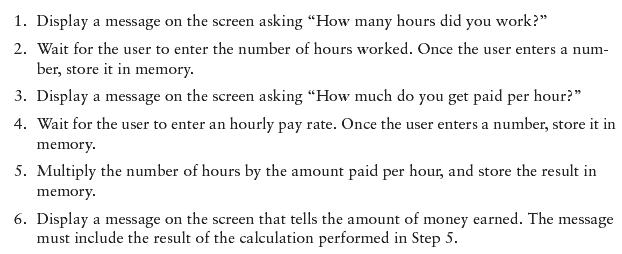 1. Display a message on the screen asking “How many hours did you work?”
2. Wait for the user to enter the number of hours worked. Once the user enters a num-
ber, store it in memory.
3. Display a message on the screen asking “How much do you get paid per hour?”
4. Wait for the user to enter an hourly pay rate. Once the user enters a number, store it in
memory.
5. Multiply the number of hours by the amount paid per hour, and store the result in
memory.
6. Display a message on the screen that tells the amount of money earned. The message
must include the result of the calculation performed in Step 5.